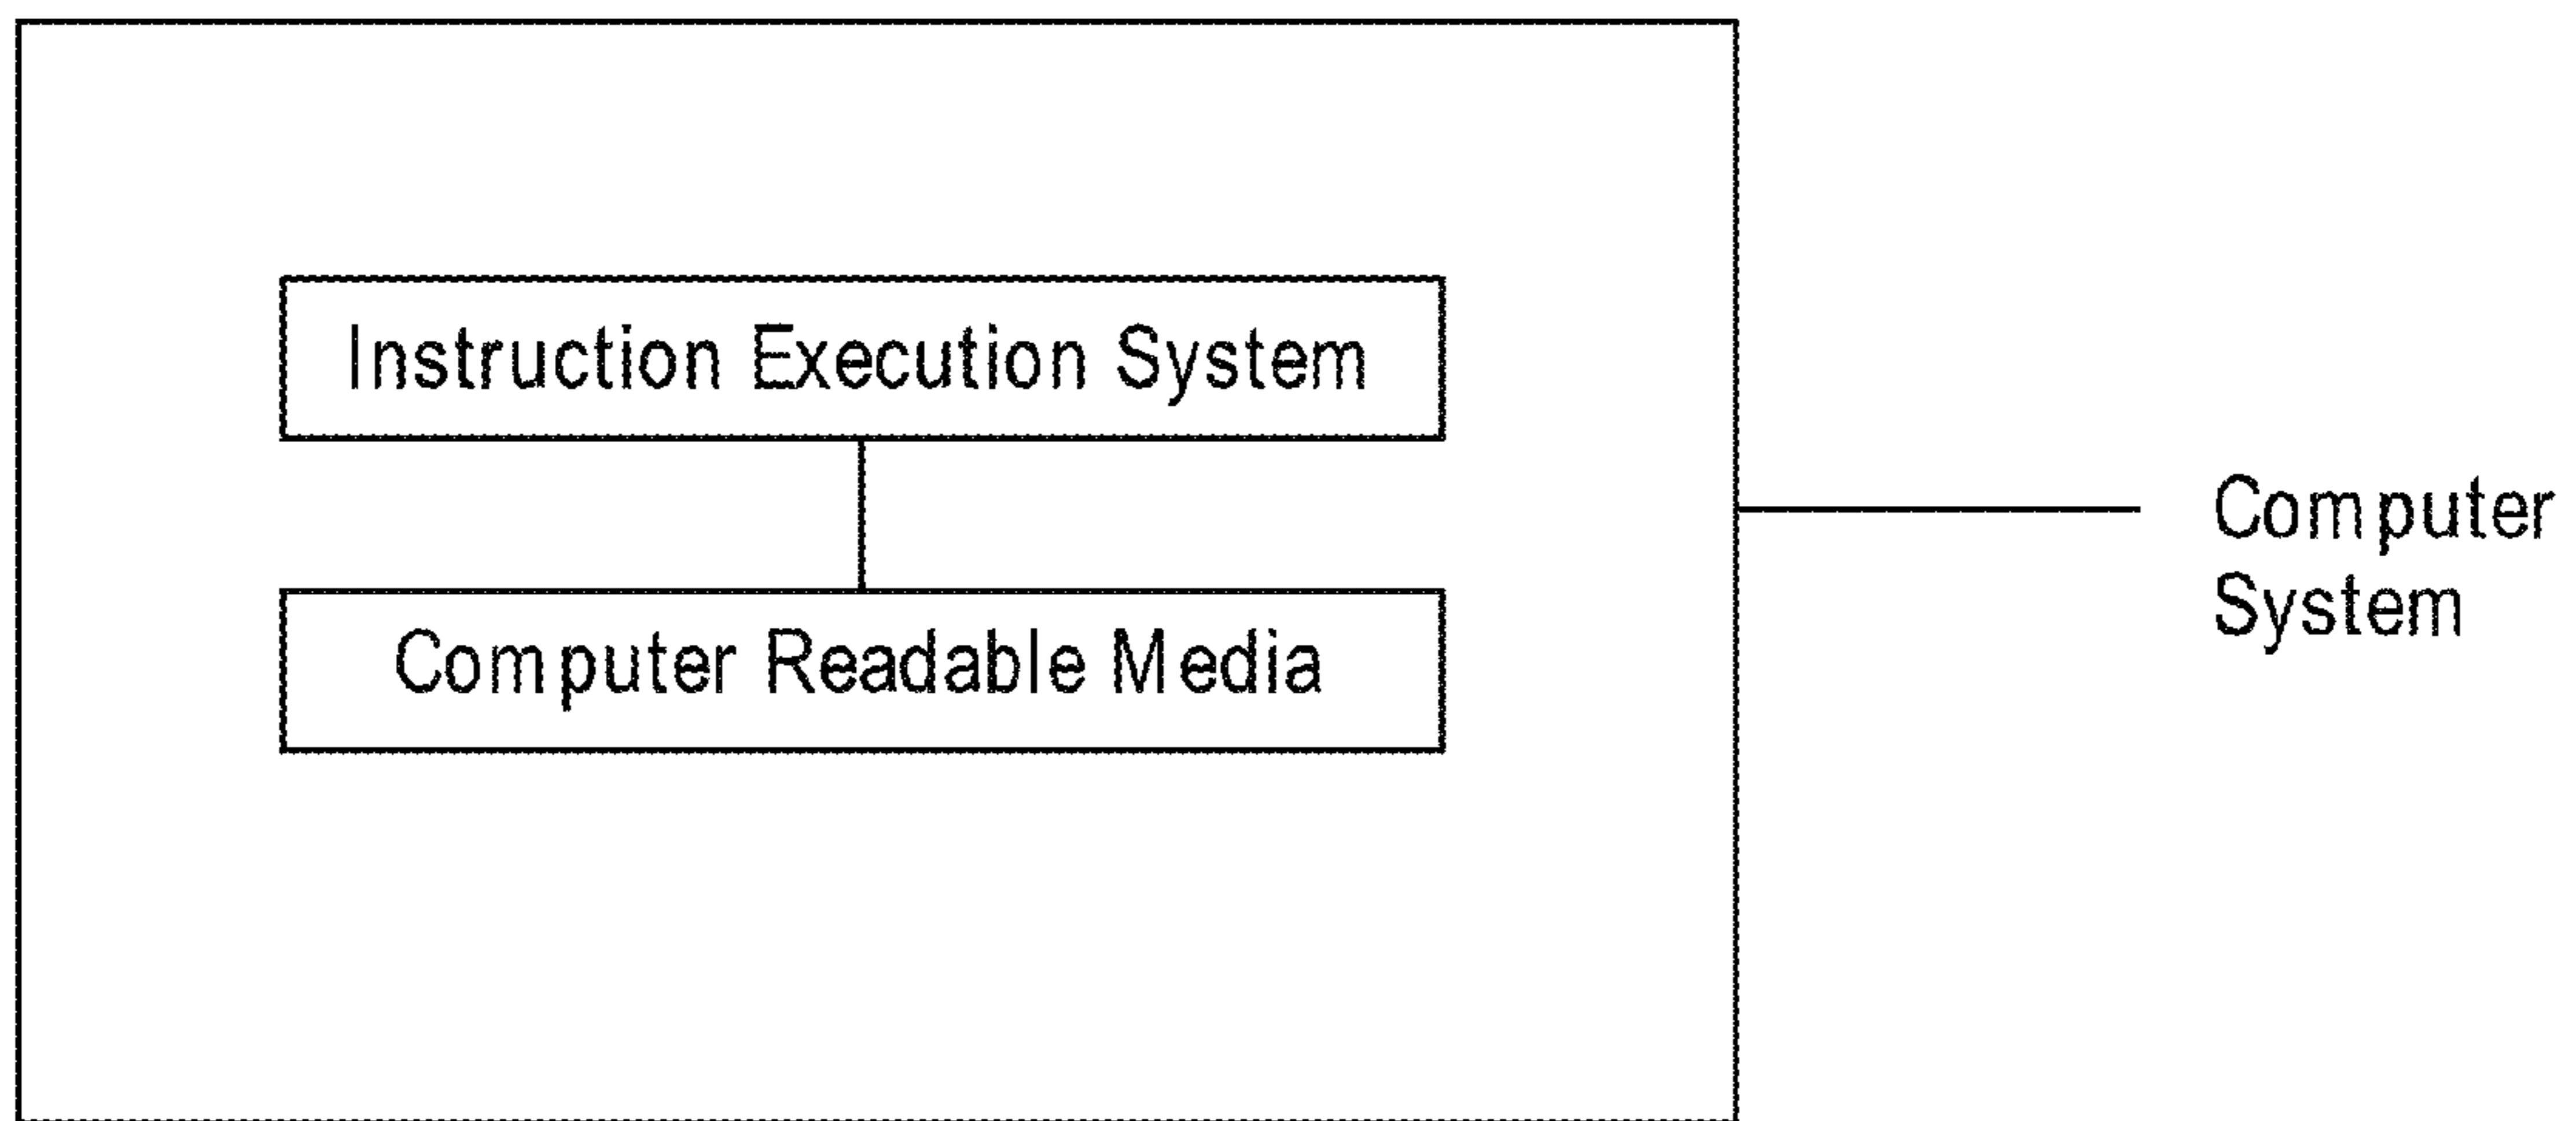 Instruction Execution System
Computer Readable Media
Computer
System